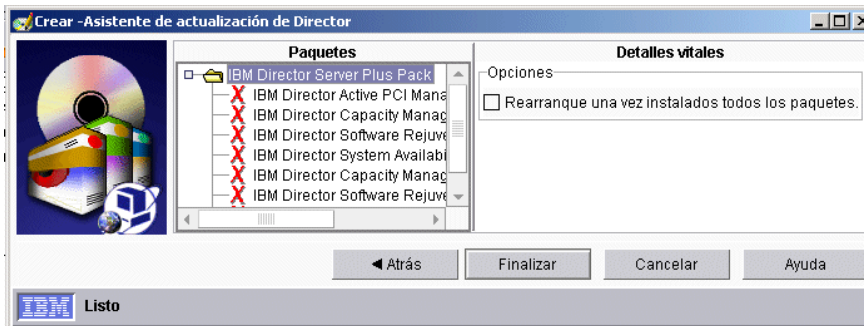 Crear -Asistente de actualización de Director
Paquetes
IBM Director Server Plus Pack
IBM Director Active PCI Mana
IBM Director Capacity Manag
IBM Director Software Rejuve
IBM Director System Availabi
IBM Director Capacity Manag
IBM Director Software Rejuve
Detalles vitales
Opciones
Rearranque una vez instalados todos los paquetes.
Atrás
Finalizar
Cancelar
Ayuda
IBM
Listo